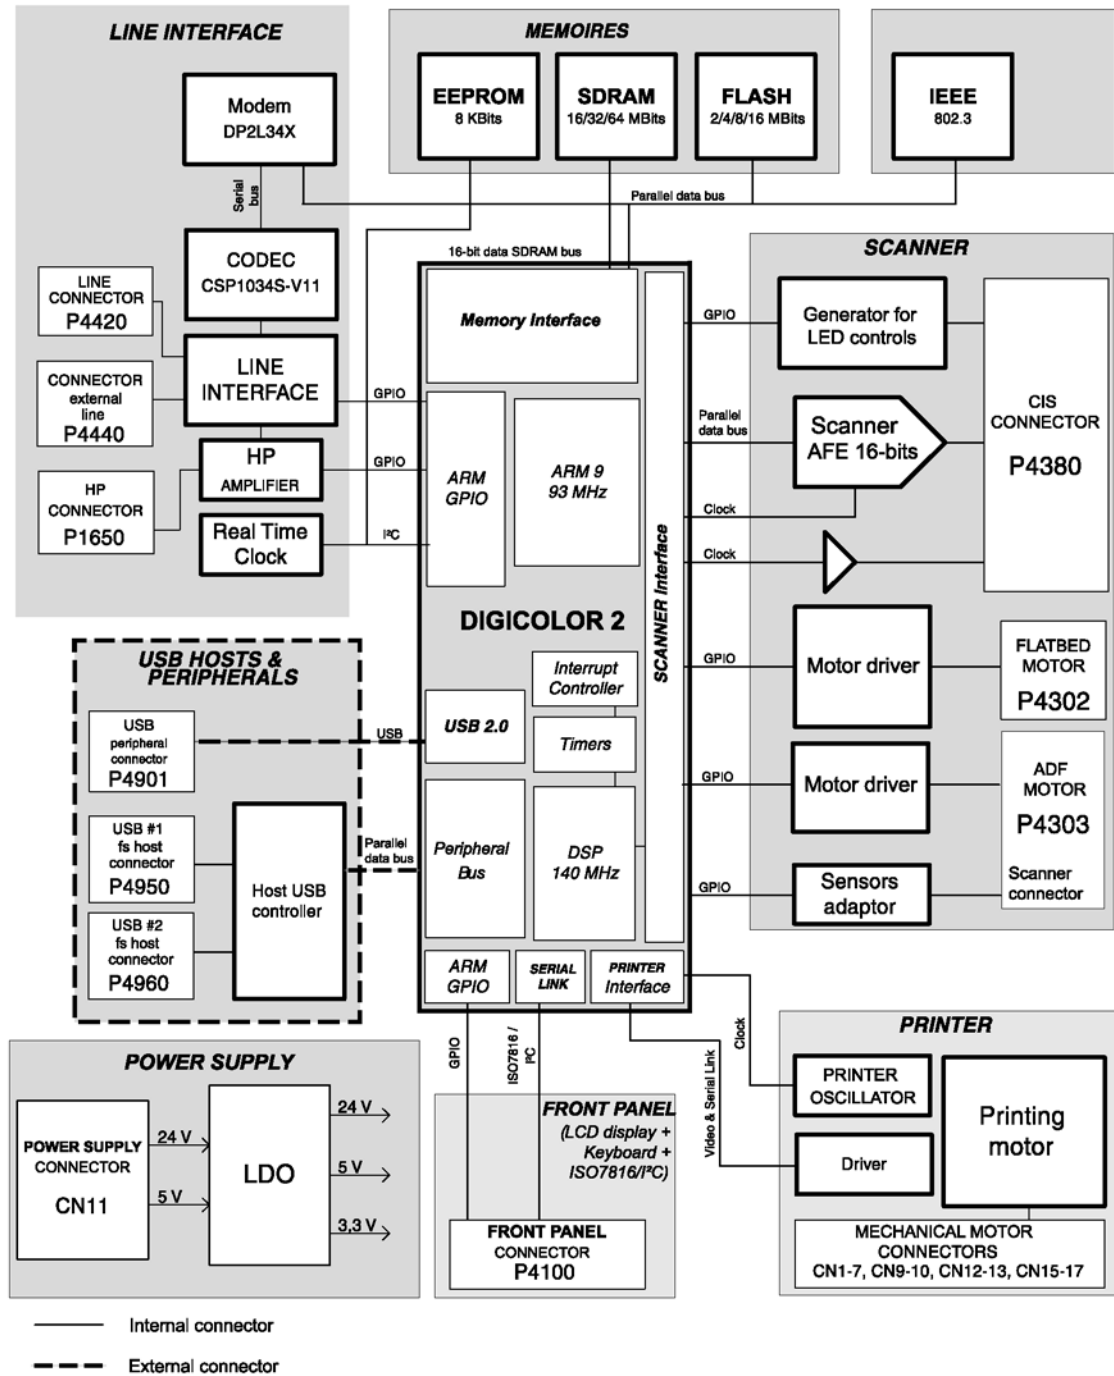 LINE INTERFACE
Modem
DP2L34X
Serial
bus
CODEC
CSP1034S-V11
LINE
CONNECTOR
P4420
LINE
INTERFACE
CONNECTOR
external
line
P4440
HP
AMPLIFIER
HP
CONNECTOR
P1650
Real Time
Clock
GPIO
GPIO
I²C
MEMOIRES
EEPROM
8 KBits
SDRAM
16/32/64 MBits
FLASH
2/4/8/16 MBits
IEEE
802.3
Parallel data bus
16-bit data SDRAM bus
Memory Interface
ARM
GPIO
ARM 9
93 MHz
SCANNER Interface
DIGICOLOR 2
Interrupt
Controller
USB 2.0
Timers
Peripheral
Bus
DSP
140 MHz
ARM
GPIO
SERIAL
LINK
PRINTER
Interface
SCANNER
GPIO
Generator for
LED controls
CIS
CONNECTOR
P4380
Parallel
data bus
Scanner
AFE 16-bits
Clock
Clock
GPIO
Motor driver
FLATBED
MOTOR
P4302
GPIO
Motor driver
ADF
MOTOR
P4303
Scanner
connector
GPIO
Sensors
adaptor
USB HOSTS &
PERIPHERALS
USB
peripheral
connector
P4901
USB
USB #1
fs host
connector
P4950
Host USB
controller
Parallel
data bus
USB #2
fs host
connector
P4960
POWER SUPPLY
POWER SUPPLY
CONNECTOR
CN11
24 V
5 V
LDO
24 V
5 V
3,3 V
GPIO
ISO7816 /
I²C
FRONT PANEL
(LCD display +
Keyboard +
ISO7816/I²C)
FRONT PANEL
CONNECTOR
P4100
Video & Serial Link
Clock
PRINTER
PRINTER
OSCILLATOR
Driver
Printing
motor
MECHANICAL MOTOR
CONNECTORS
CN1-7, CN9-10, CN12-13, CN15-17
Internal connector
External connector